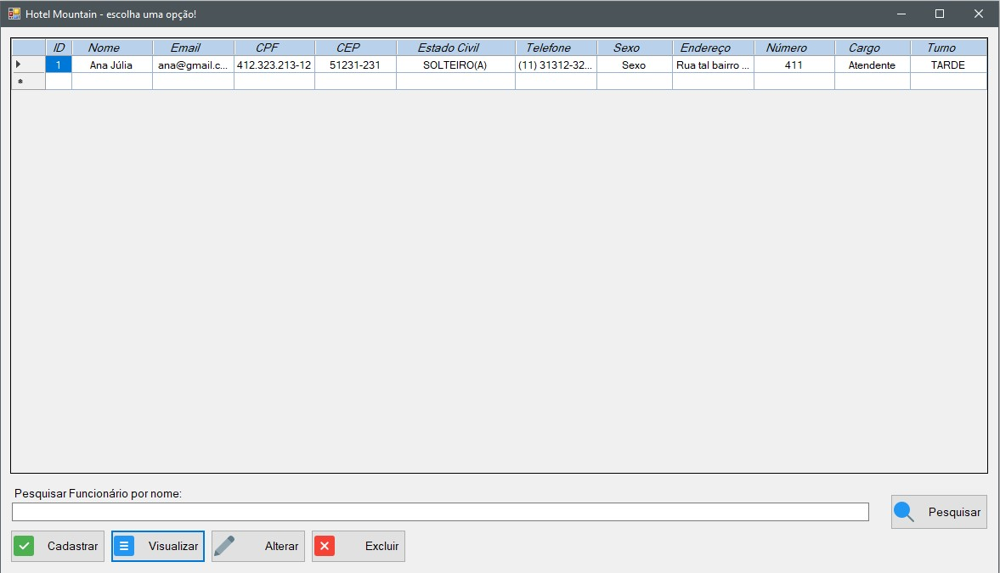 Hotel Mountain - escolha uma opção!
ID Nome Email CPF CEP Estado Civil Telefone Sexo Endereço Número Cargo Turno
1 Ana Júlia ana@gmail.c... 412.323.213-12 51231-231 SOLTEIRO(A) (11) 31312-32... Sexo Rua tal bairro ... 411 Atendente TARDE
Pesquisar Funcionário por nome:
Pesquisar
Cadastrar Visualizar Alterar Excluir